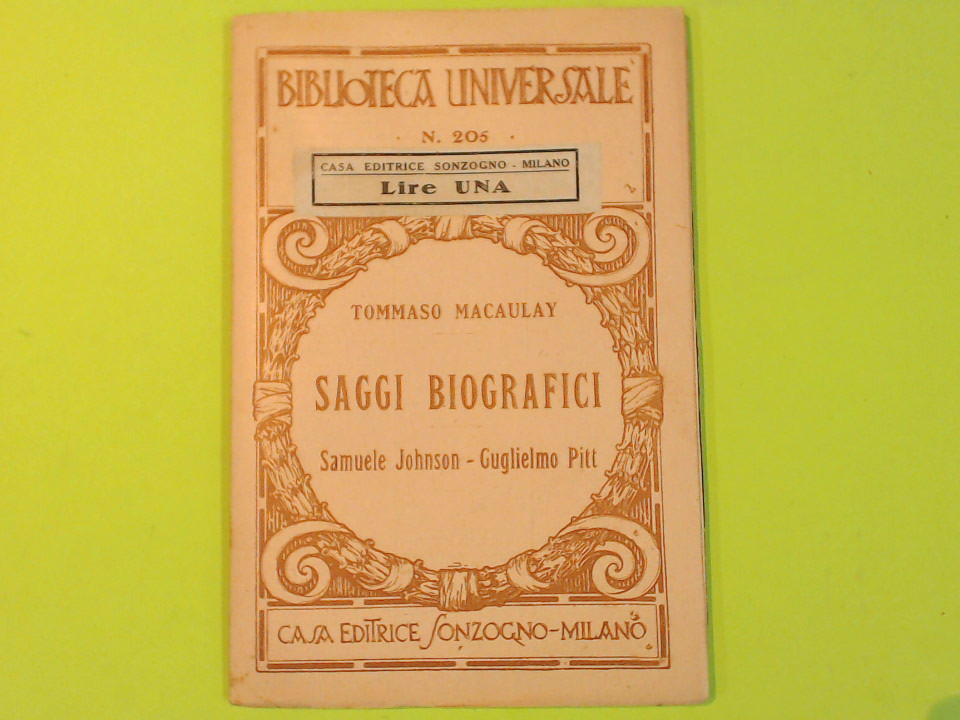 BIBLIOTECA UNIVERSALE
· N. 205 ·
CASA EDITRICE SONZOGNO - MILANO
Lire UNA
TOMMASO MACAULAY
SAGGI BIOGRAFICI
Samuele Johnson - Guglielmo Pitt
CASA EDITRICE SONZOGNO-MILANO